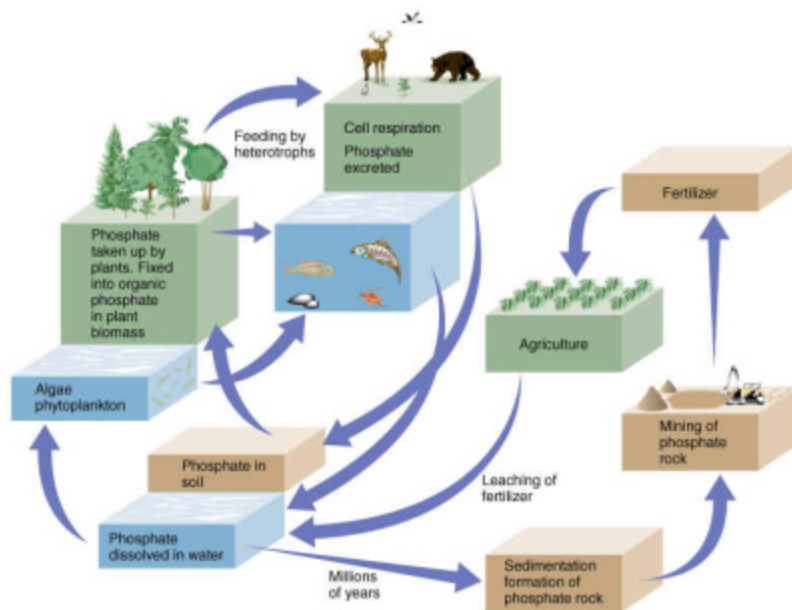 Feeding by
heterotrophs
Cell respiration
Phosphate
excreted
Fertilizer
Phosphate
taken up by
plants. Fixed
into organic
phosphate
in plant
biomass
Agriculture
Algae
phytoplankton
Mining of
phosphate
rock
Phosphate in
soil
Leaching of
fertilizer
Phosphate
dissolved in water
Millions
of years
Sedimentation
formation of
phosphate rock